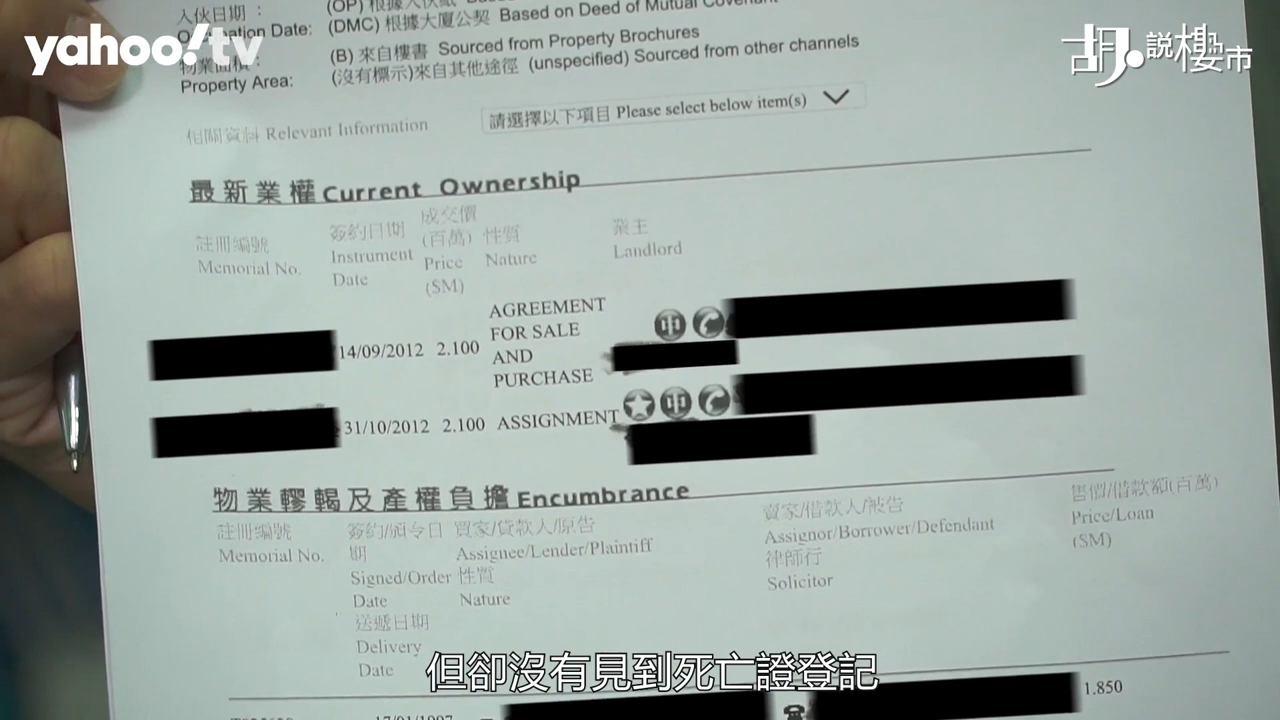 yahoo!tv
胡說樓市
入伙日期：
Occupation Date:
(DMC) 根據大廈公契 Based on Deed of Mutual Covenant
物業面積：
(B) 來自樓書 Sourced from Property Brochures
Property Area:
(沒有標示)來自其他途徑 (unspecified) Sourced from other channels
相關資料 Relevant Information
請選擇以下項目 Please select below item(s)
最新業權 Current Ownership
註冊編號
Memorial No.
簽約日期
Instrument
Date
成交價
(百萬)
Price
($M)
性質
Nature
業主
Landlord
14/09/2012 2.100 AGREEMENT
FOR SALE
AND
PURCHASE
31/10/2012 2.100 ASSIGNMENT
物業轇轕及產權負擔 Encumbrance
註冊編號
Memorial No.
簽約/頒令日
期
Signed/Order
Date
送遞日期
Delivery
Date
買家/貸款人/原告
Assignee/Lender/Plaintiff
性質
Nature
賣家/借款人/被告
Assignor/Borrower/Defendant
律師行
Solicitor
售價/借款額(百萬)
Price/Loan
($M)
17/01/1997
1.850
但卻沒有見到死亡證登記